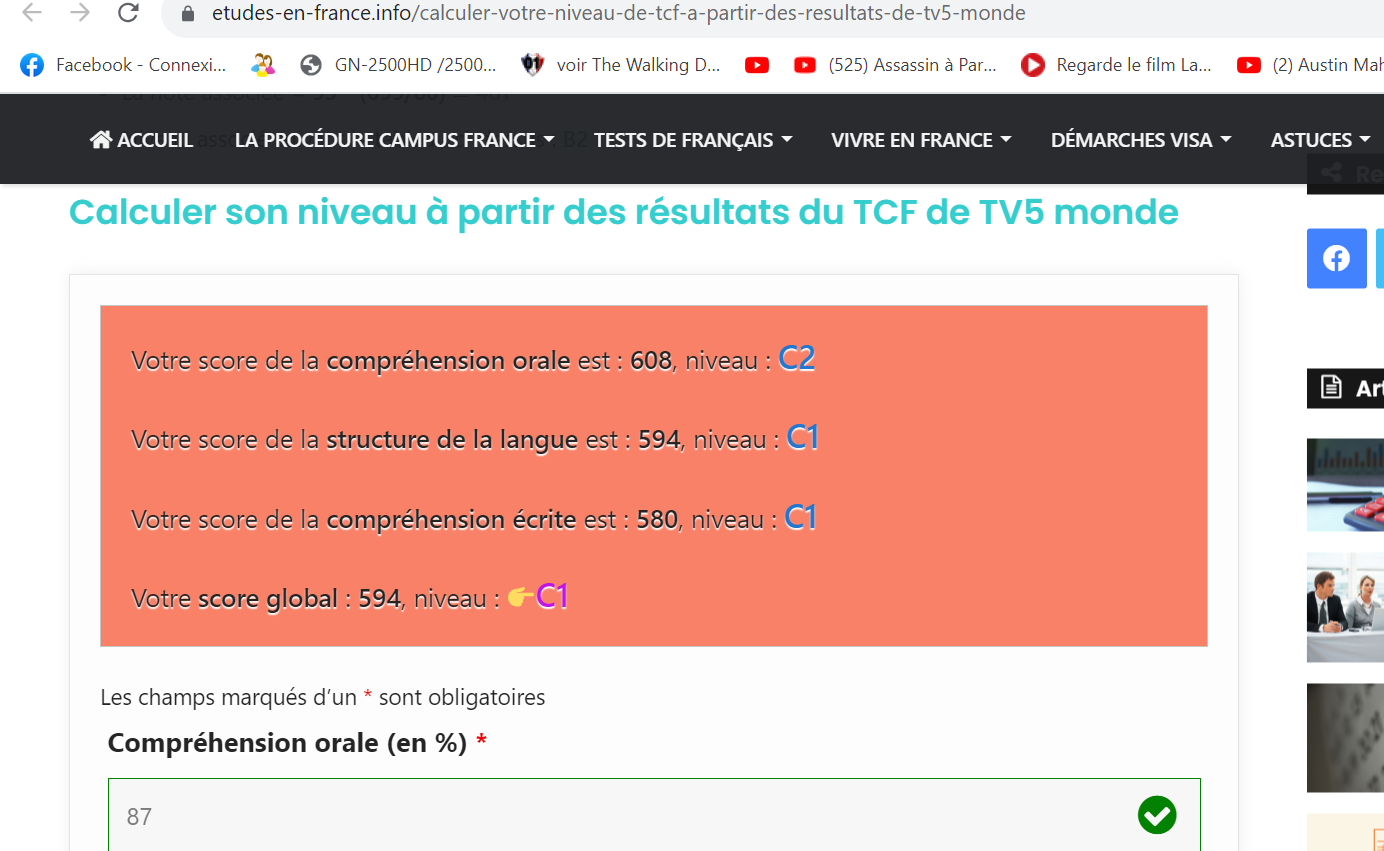 etudes-en-france.info/calculer-votre-niveau-de-tcf-a-partir-des-resultats-de-tv5-monde
Facebook - Connexi... GN-2500HD /2500... voir The Walking D... (525) Assassin à Par... Regarde le film La... (2) Austin Mah
ACCUEIL LA PROCÉDURE CAMPUS FRANCE TESTS DE FRANÇAIS VIVRE EN FRANCE DÉMARCHES VISA ASTUCES
Re
Calculer son niveau à partir des résultats du TCF de TV5 monde
Votre score de la compréhension orale est : 608, niveau : C2
Art
Votre score de la structure de la langue est : 594, niveau : C1
Votre score de la compréhension écrite est : 580, niveau : C1
Votre score global : 594, niveau : 👉C1
Les champs marqués d’un * sont obligatoires
Compréhension orale (en %) *
87